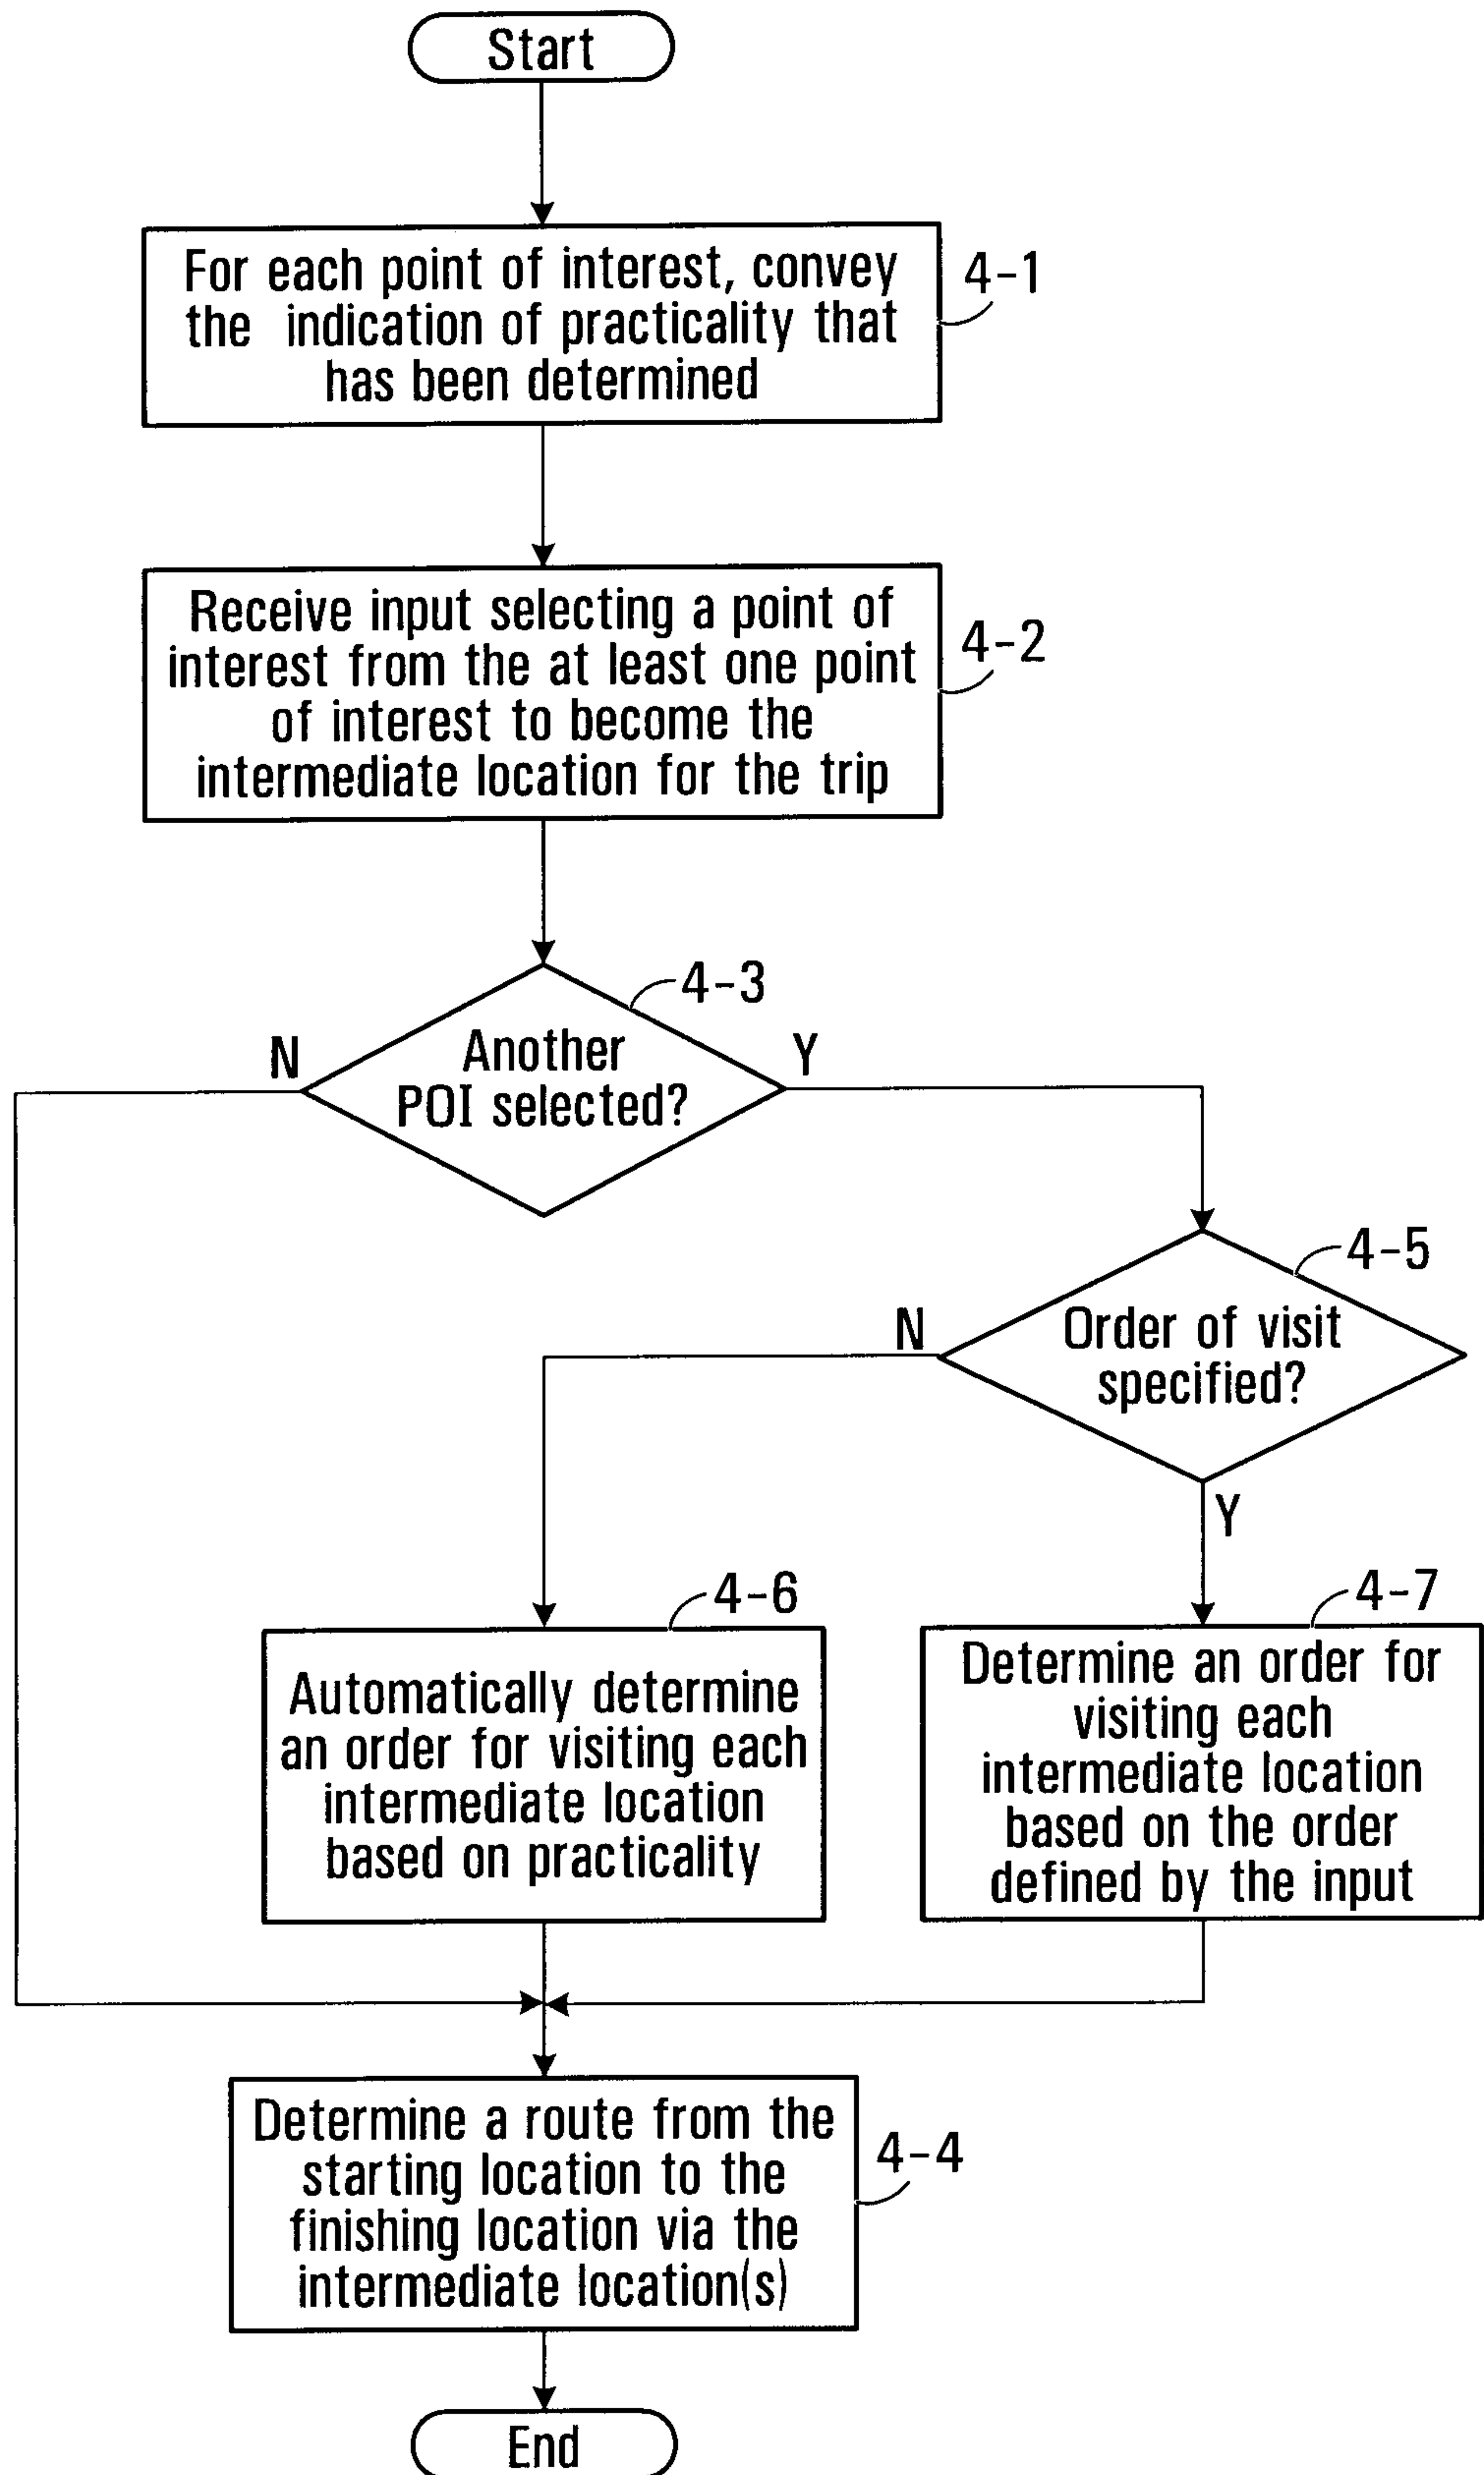 Start
For each point of interest, convey
the indication of practicality that
has been determined
4-1
Receive input selecting a point of
interest from the at least one point
of interest to become the
intermediate location for the trip
4-2
4-3
N
Another
POI selected?
Y
4-5
N
Order of visit
specified?
Y
4-6
Automatically determine
an order for visiting each
intermediate location
based on practicality
4-7
Determine an order for
visiting each
intermediate location
based on the order
defined by the input
Determine a route from the
starting location to the
finishing location via the
intermediate location(s)
4-4
End